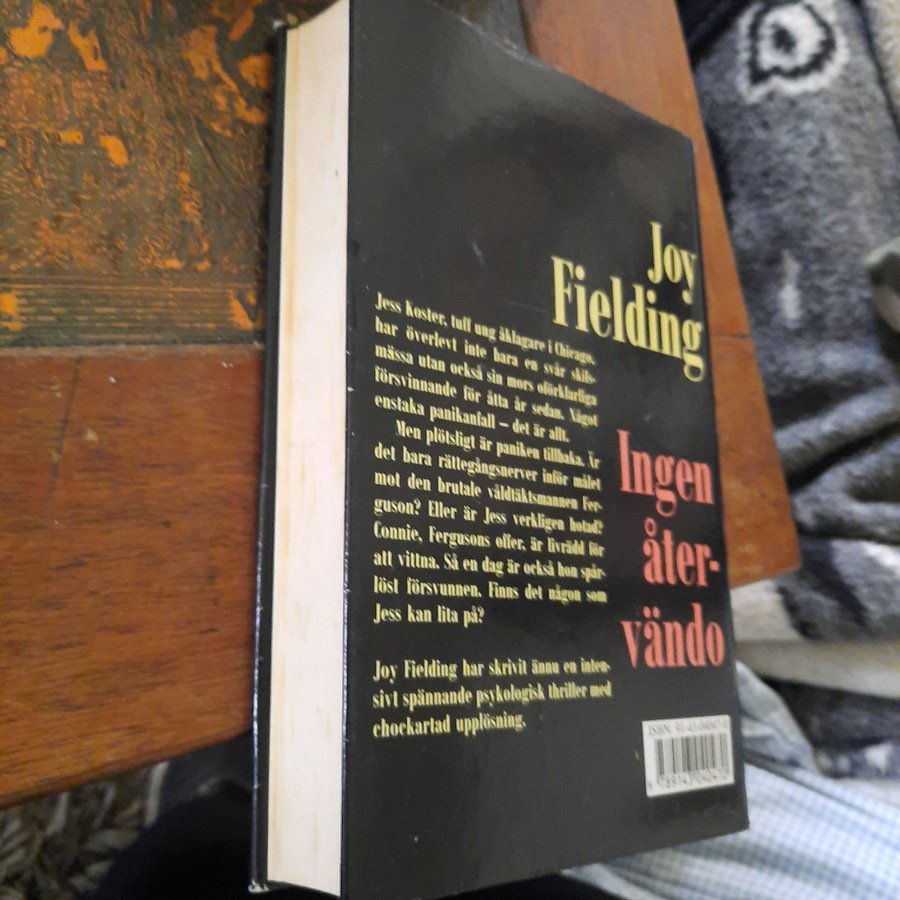 Joy
Fielding
Jess Koster, tuff ung åklagare i Chicago,
har överlevt inte bara en svår skils-
mässa utan också sin mors oförklarliga
försvinnande för åtta år sedan. Något
enstaka panikanfall – det är allt.
Men plötsligt är paniken tillbaka. Är
det bara rättegångsnerver inför målet
mot den brutale våldtäktsmannen Fer-
guson? Eller är Jess verkligen hotad?
Connie, Fergusons offer, är livrädd för
att vittna. Så en dag är också hon spår-
löst försvunnen. Finns det någon som
Jess kan lita på?
Joy Fielding har skrivit ännu en inten-
sivt spännande psykologisk thriller med
chockartad upplösning.
Ingen
åter-
vändo
ISBN: